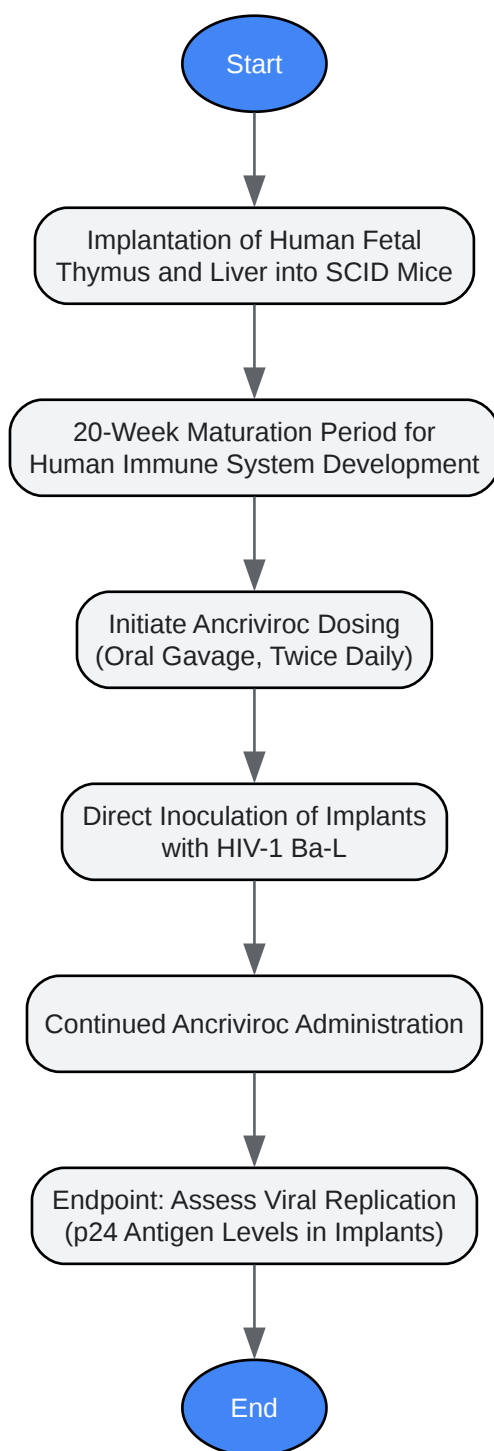 Start
Implantation of Human Fetal
Thymus and Liver into SCID Mice
20-Week Maturation Period for
Human Immune System Development
Initiate Ancriviroc Dosing
(Oral Gavage, Twice Daily)
Direct Inoculation of Implants
with HIV-1 Ba-L
Continued Ancriviroc Administration
Endpoint: Assess Viral Replication
(p24 Antigen Levels in Implants)
End